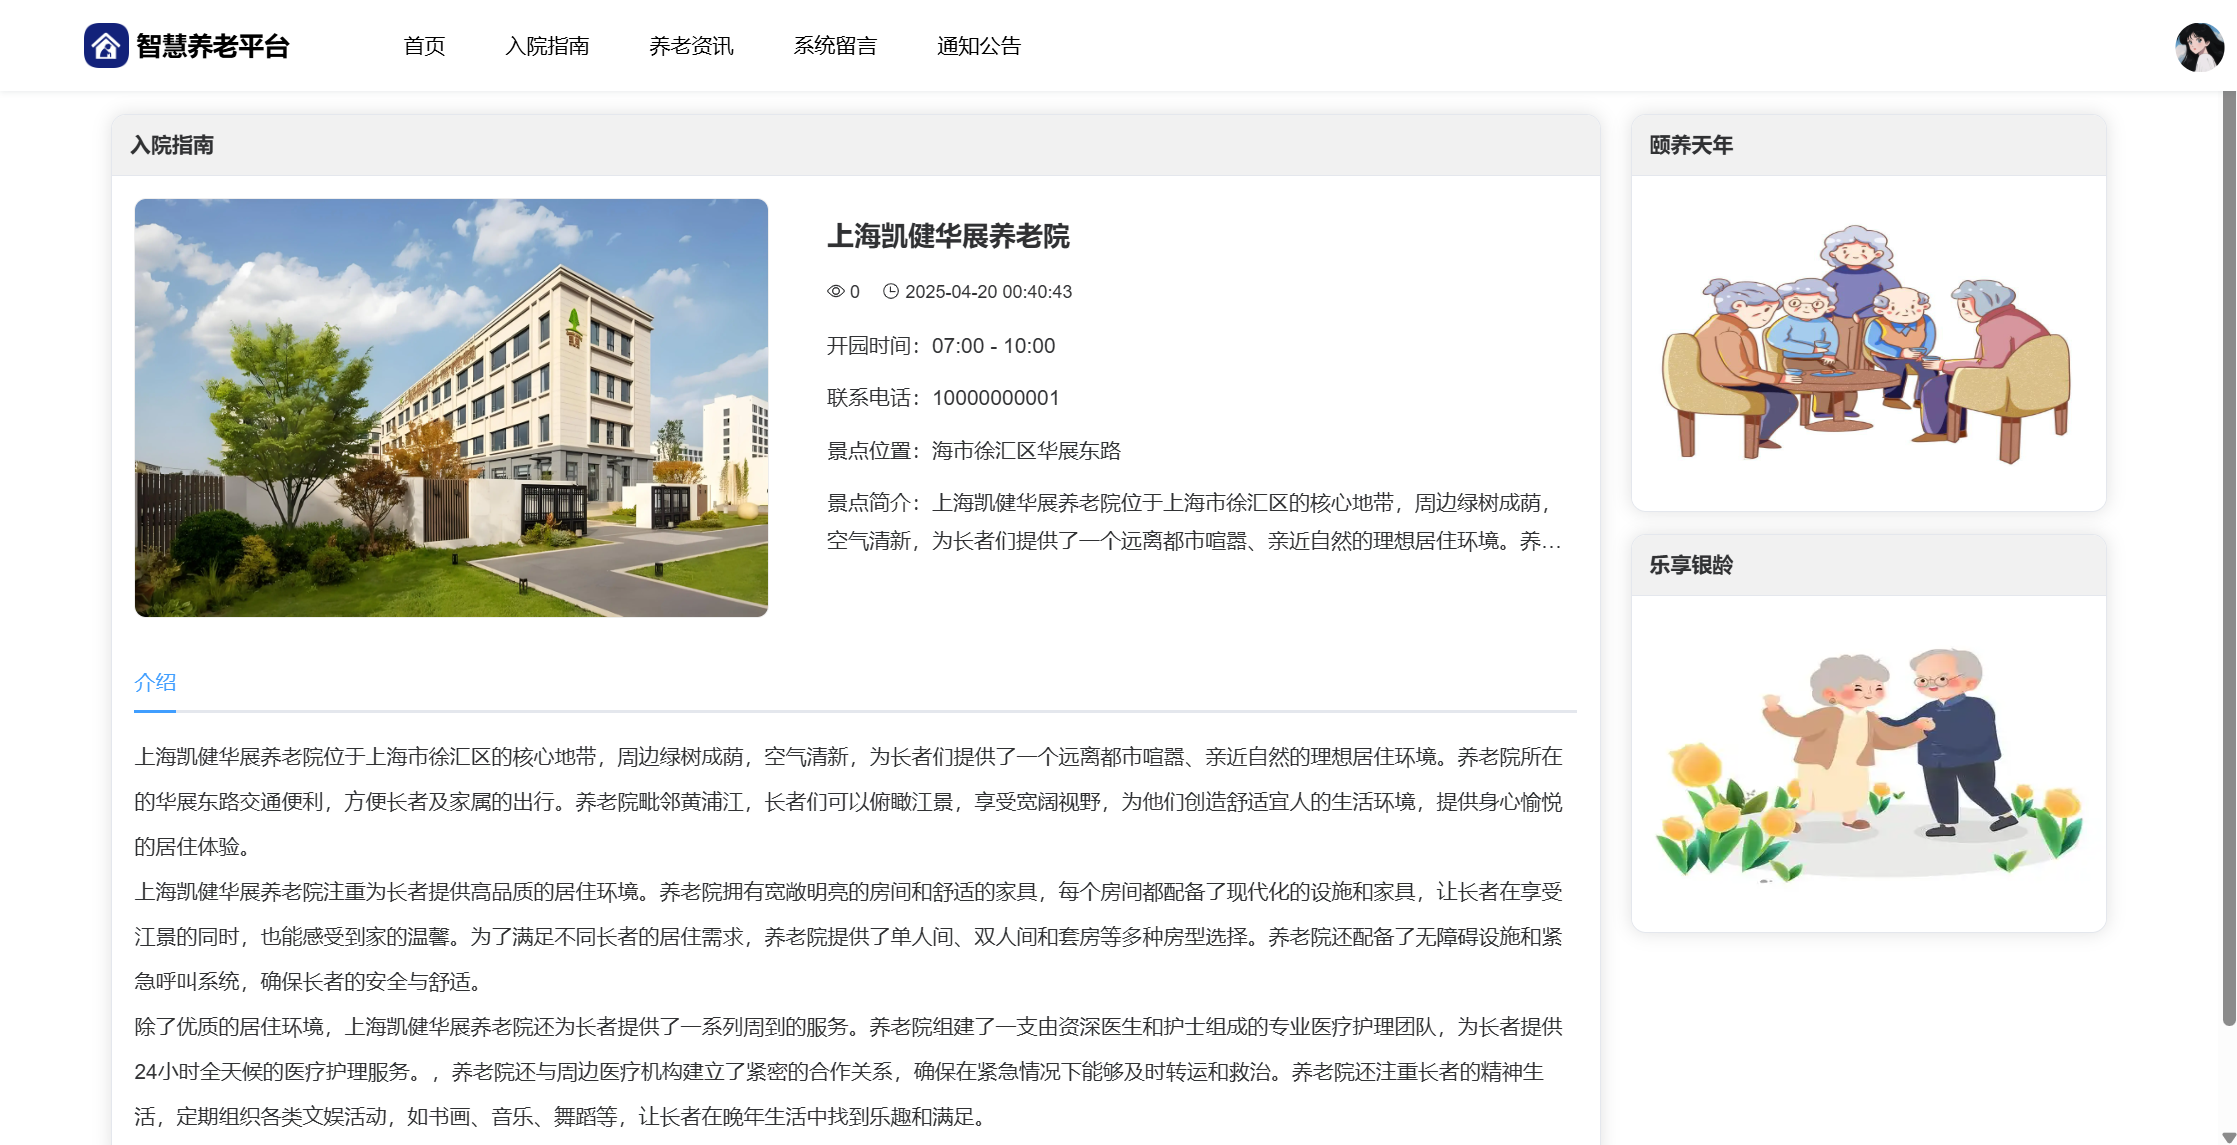 智慧养老平台
首页
入院指南
养老资讯
系统留言
通知公告
入院指南
上海凯健华展养老院
0 2025-04-20 00:40:43
开园时间：07:00 - 10:00
联系电话：10000000001
景点位置：海市徐汇区华展东路
景点简介：上海凯健华展养老院位于上海市徐汇区的核心地带，周边绿树成荫，
空气清新，为长者们提供了一个远离都市喧嚣、亲近自然的理想居住环境。养…
介绍
上海凯健华展养老院位于上海市徐汇区的核心地带，周边绿树成荫，空气清新，为长者们提供了一个远离都市喧嚣、亲近自然的理想居住环境。养老院所在
的华展东路交通便利，方便长者及家属的出行。养老院毗邻黄浦江，长者们可以俯瞰江景，享受宽阔视野，为他们创造舒适宜人的生活环境，提供身心愉悦
的居住体验。
上海凯健华展养老院注重为长者提供高品质的居住环境。养老院拥有宽敞明亮的房间和舒适的家具，每个房间都配备了现代化的设施和家具，让长者在享受
江景的同时，也能感受到家的温馨。为了满足不同长者的居住需求，养老院提供了单人间、双人间和套房等多种房型选择。养老院还配备了无障碍设施和紧
急呼叫系统，确保长者的安全与舒适。
除了优质的居住环境，上海凯健华展养老院还为长者提供了一系列周到的服务。养老院组建了一支由资深医生和护士组成的专业医疗护理团队，为长者提供
24小时全天候的医疗护理服务。，养老院还与周边医疗机构建立了紧密的合作关系，确保在紧急情况下能够及时转运和救治。养老院还注重长者的精神生
活，定期组织各类文娱活动，如书画、音乐、舞蹈等，让长者在晚年生活中找到乐趣和满足。
颐养天年
乐享银龄